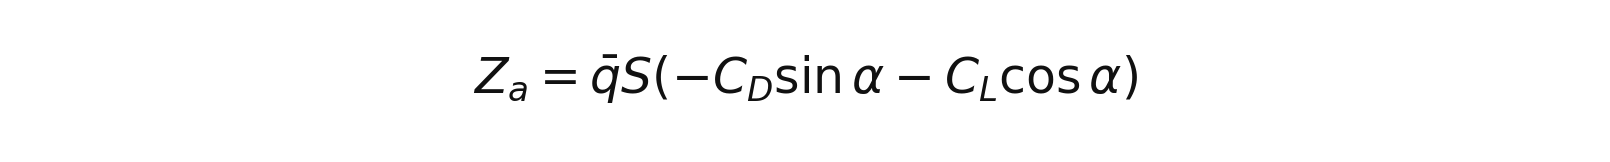 Z_a = q̄S(−C_D sin α − C_L cos α)